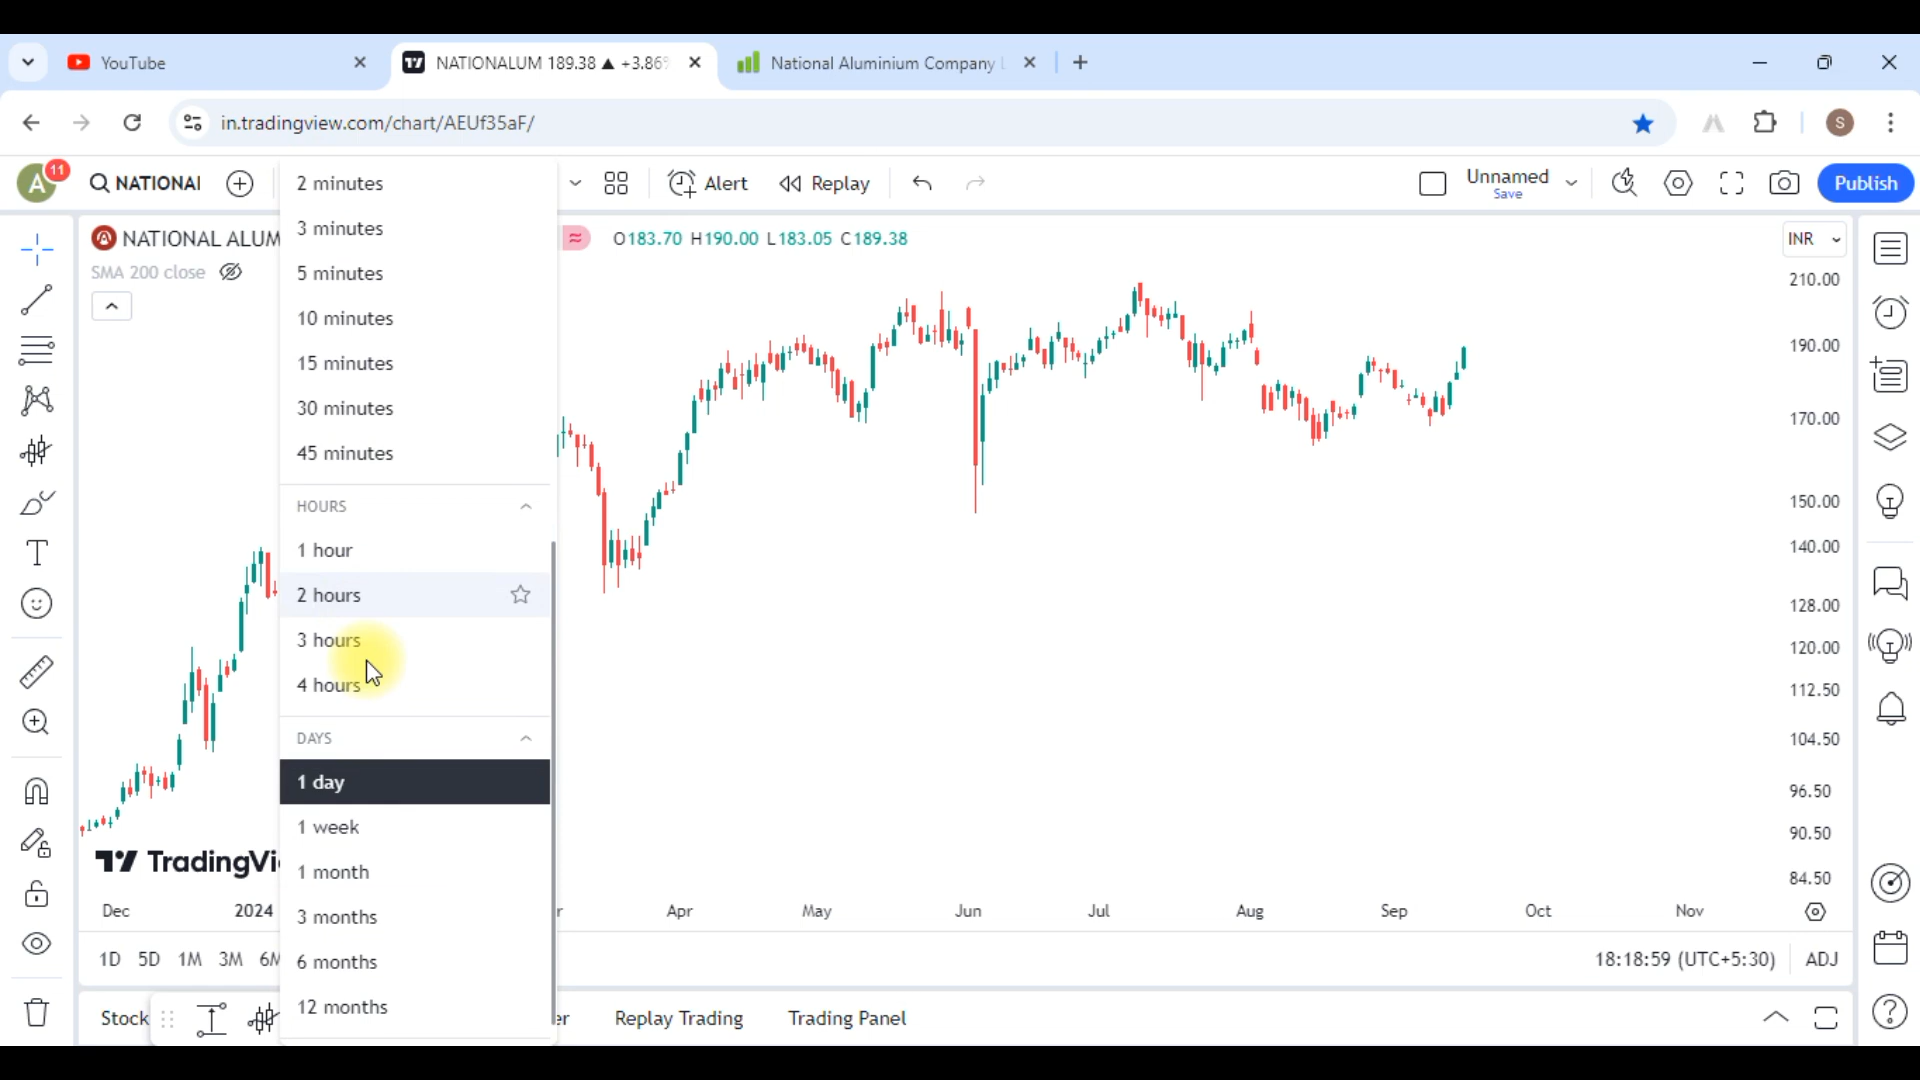 YouTube
NATIONALUM 189.38 ▲ +3.86%
National Aluminium Company L
in.tradingview.com/chart/AEUf35aF/
S
A
11
NATIONAL
Alert
Replay
Unnamed
Save
Publish
NATIONAL ALUM
O183.70 H190.00 L183.05 C189.38
SMA 200 close
INR
2 minutes
3 minutes
5 minutes
10 minutes
15 minutes
30 minutes
45 minutes
HOURS
1 hour
2 hours
3 hours
4 hours
DAYS
1 day
1 week
1 month
3 months
6 months
12 months
210.00
190.00
170.00
150.00
140.00
128.00
120.00
112.50
104.50
96.50
90.50
84.50
TradingVi
Dec
2024
Apr
May
Jun
Jul
Aug
Sep
Oct
Nov
1D 5D 1M 3M 6M
18:18:59 (UTC+5:30)
ADJ
Stock
er
Replay Trading
Trading Panel